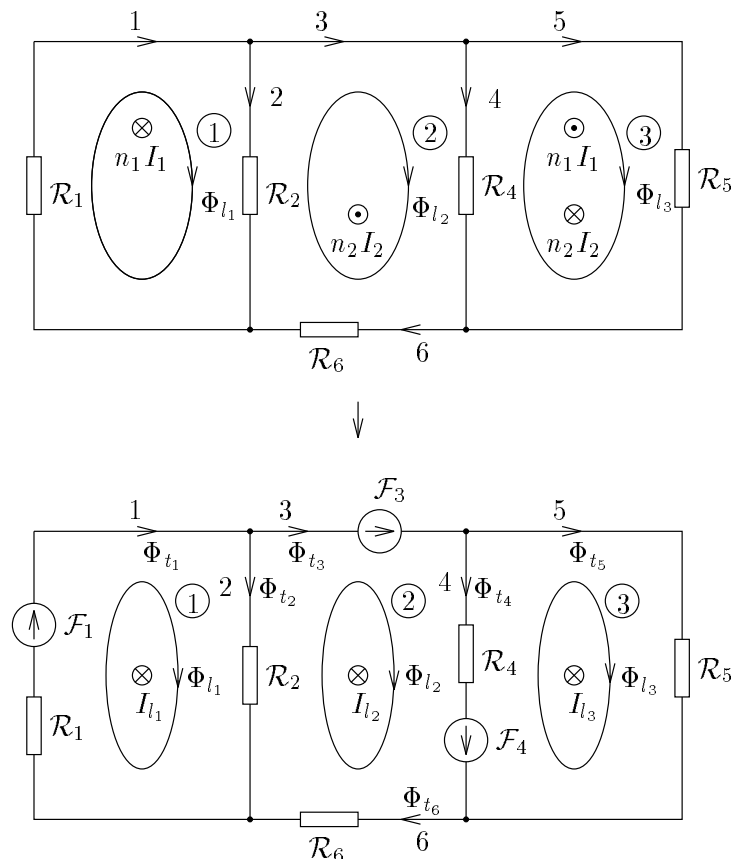 1 3 5
2 4
① ② ③
n₁I₁ n₁I₁
ℛ₁ Φ_{l₁} ℛ₂ Φ_{l₂} ℛ₄ Φ_{l₃} ℛ₅
n₂I₂ n₂I₂
ℛ₆ 6
ℱ₃
1 3 5
Φ_{t₁} Φ_{t₃} Φ_{t₅}
2 Φ_{t₂} 4 Φ_{t₄}
① ② ③
ℱ₁
ℛ₁ Φ_{l₁} ℛ₂ Φ_{l₂} ℛ₄ Φ_{l₃} ℛ₅
I_{l₁} I_{l₂} I_{l₃}
ℱ₄
Φ_{t₆}
ℛ₆ 6